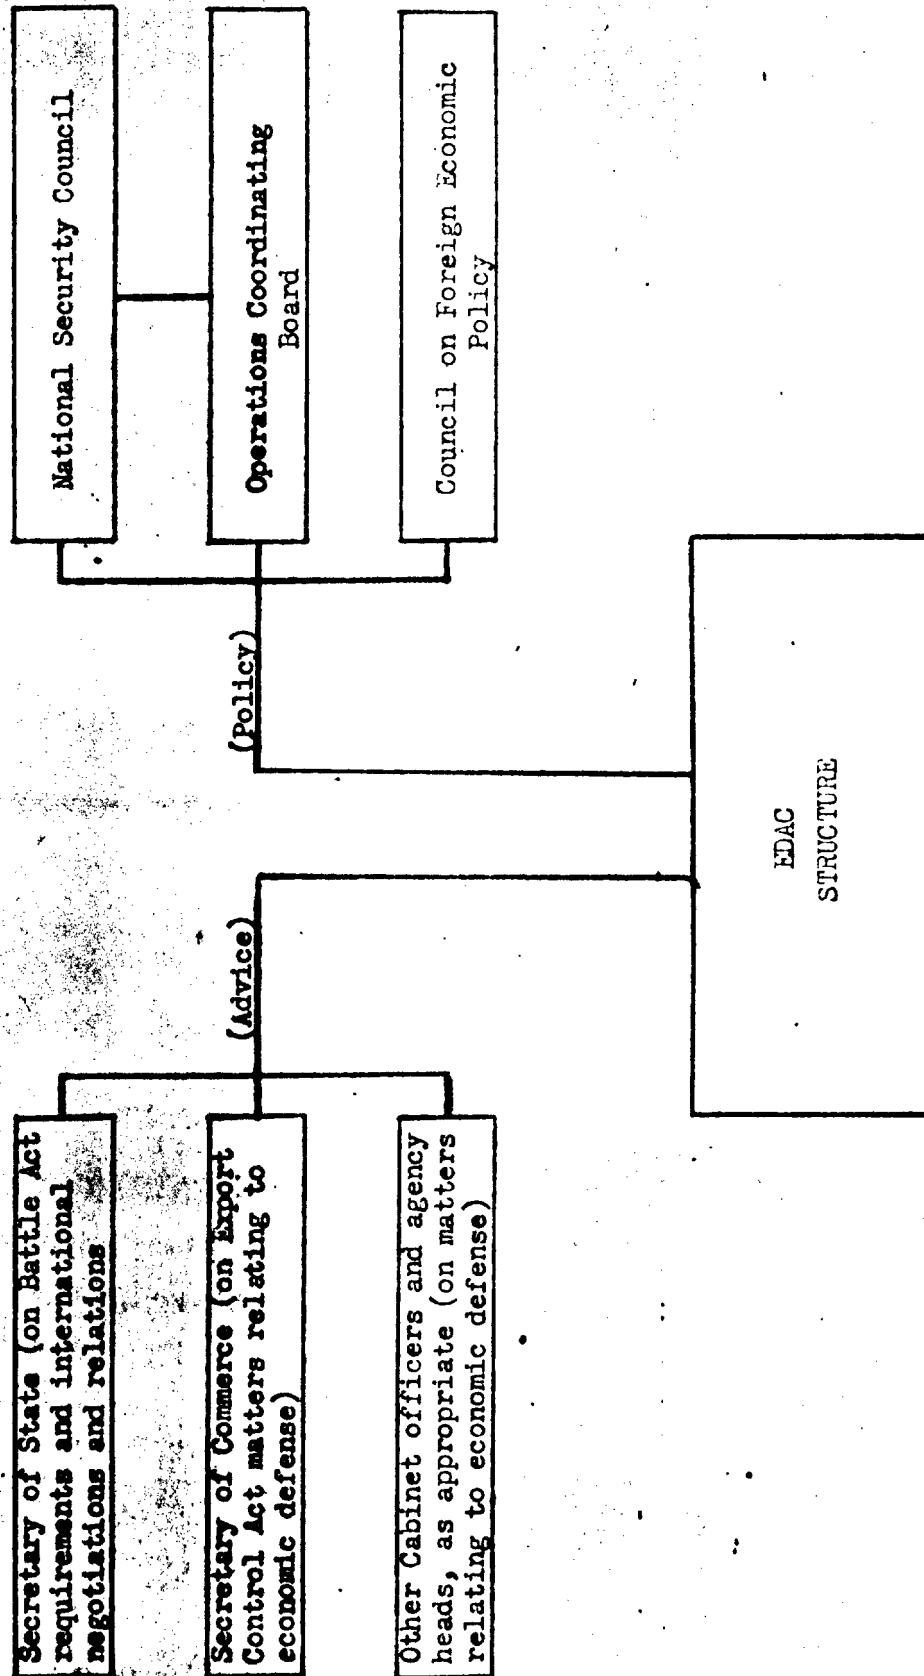 Secretary of State (on Battle Act
requirements and international
negotiations and relations
Secretary of Commerce (on Export
Control Act matters relating to
economic defense)
Other Cabinet officers and agency
heads, as appropriate (on matters
relating to economic defense)
(Advice)
(Policy)
National Security Council
Operations Coordinating
Board
Council on Foreign Economic
Policy
EDAC
STRUCTURE